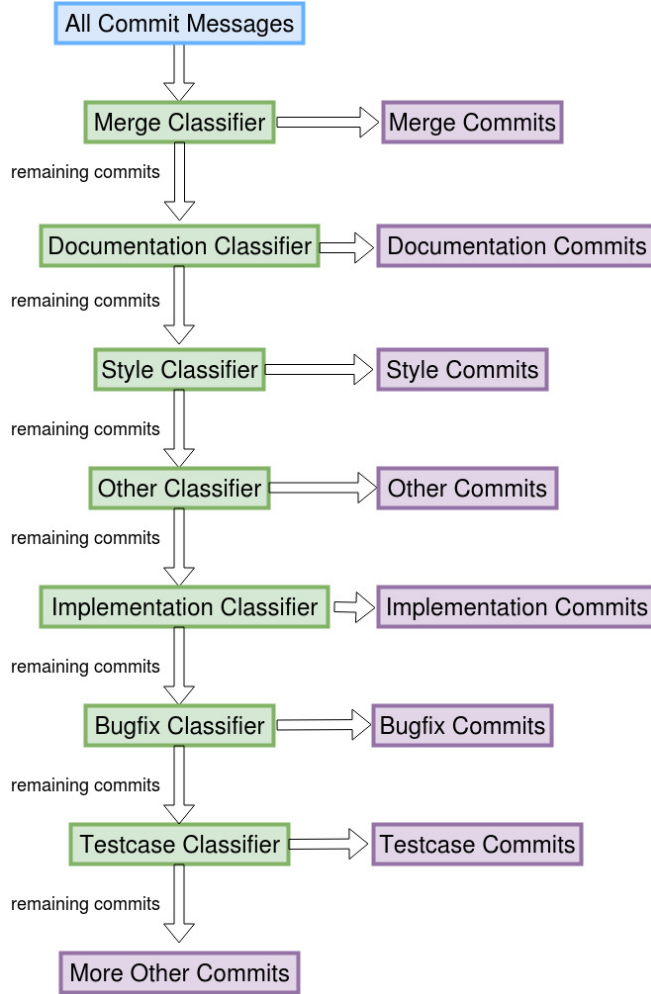 All Commit Messages
Merge Classifier
Merge Commits
remaining commits
Documentation Classifier
Documentation Commits
remaining commits
Style Classifier
Style Commits
remaining commits
Other Classifier
Other Commits
remaining commits
Implementation Classifier
Implementation Commits
remaining commits
Bugfix Classifier
Bugfix Commits
remaining commits
Testcase Classifier
Testcase Commits
remaining commits
More Other Commits